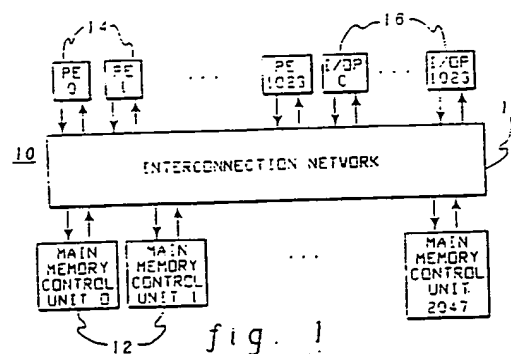 14 16
PE 0 PE 1 ... PE 1023 I/OP 0 ... I/OP 1023
10
INTERCONNECTION NETWORK
MAIN MEMORY CONTROL UNIT 0
MAIN MEMORY CONTROL UNIT 1
...
MAIN MEMORY CONTROL UNIT 2047
12
fig. 1